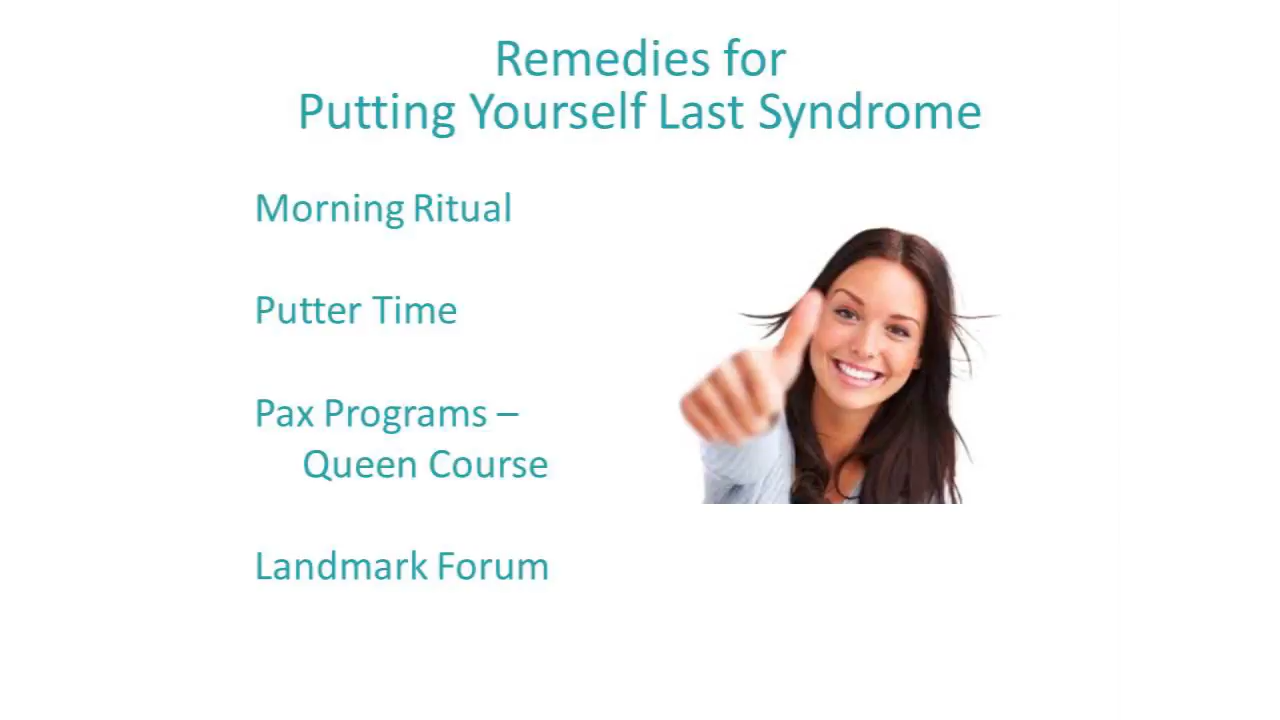 Remedies for
Putting Yourself Last Syndrome
Morning Ritual
Putter Time
Pax Programs –
Queen Course
Landmark Forum